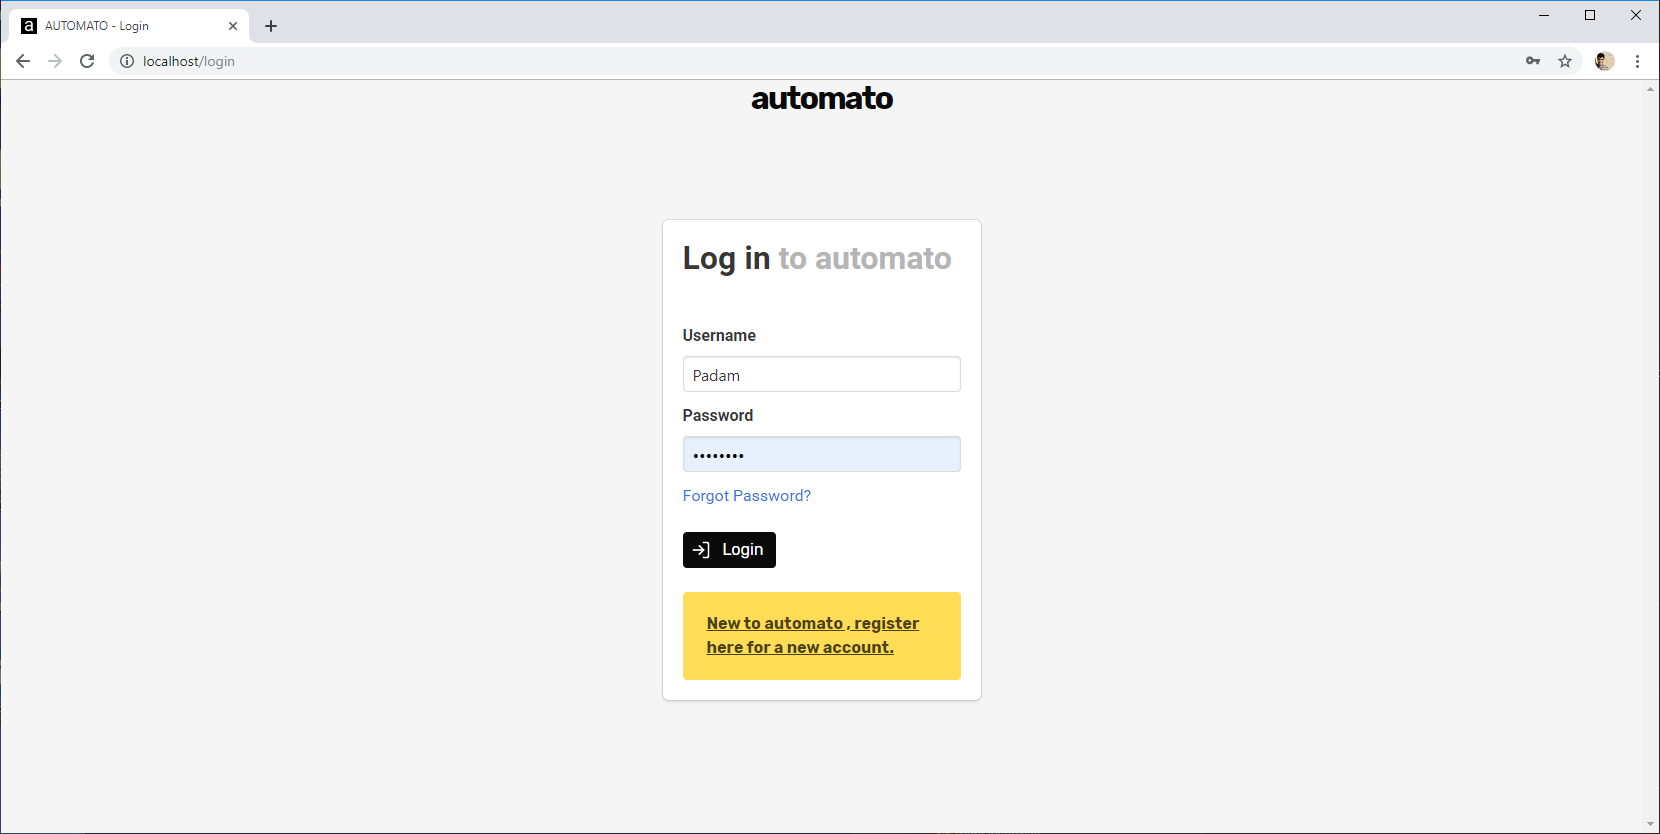 a AUTOMATO - Login
localhost/login
automato
Log in to automato
Username
Padam
Password
••••••••
Forgot Password?
Login
New to automato , register
here for a new account.